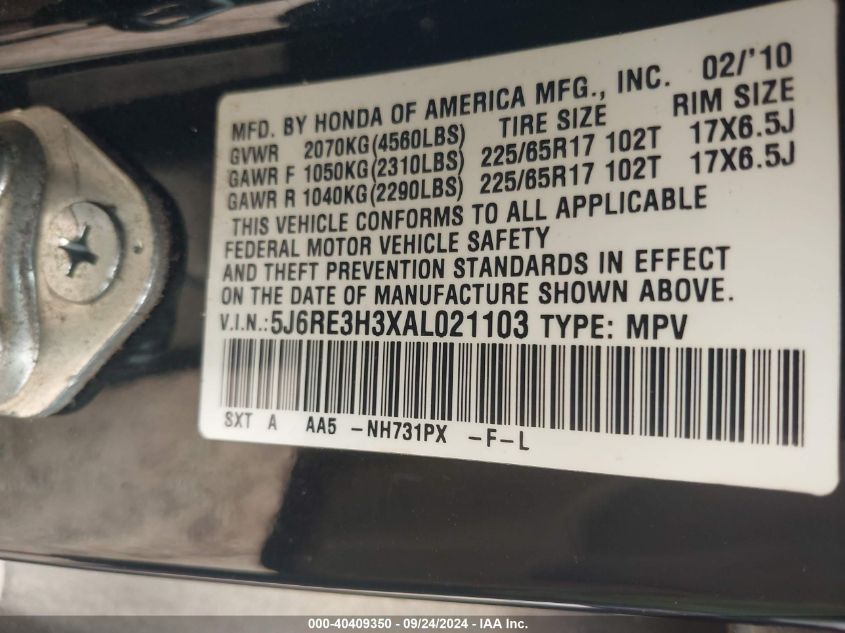 MFD. BY HONDA OF AMERICA MFG., INC. 02/'10
GVWR 2070KG(4560LBS) TIRE SIZE RIM SIZE
GAWR F 1050KG(2310LBS) 225/65R17 102T 17X6.5J
GAWR R 1040KG(2290LBS) 225/65R17 102T 17X6.5J
THIS VEHICLE CONFORMS TO ALL APPLICABLE
FEDERAL MOTOR VEHICLE SAFETY
AND THEFT PREVENTION STANDARDS IN EFFECT
ON THE DATE OF MANUFACTURE SHOWN ABOVE.
V.I.N.: 5J6RE3H3XAL021103 TYPE: MPV
SXT A AA5 -NH731PX -F-L
000-40409350 - 09/24/2024 - IAA Inc.